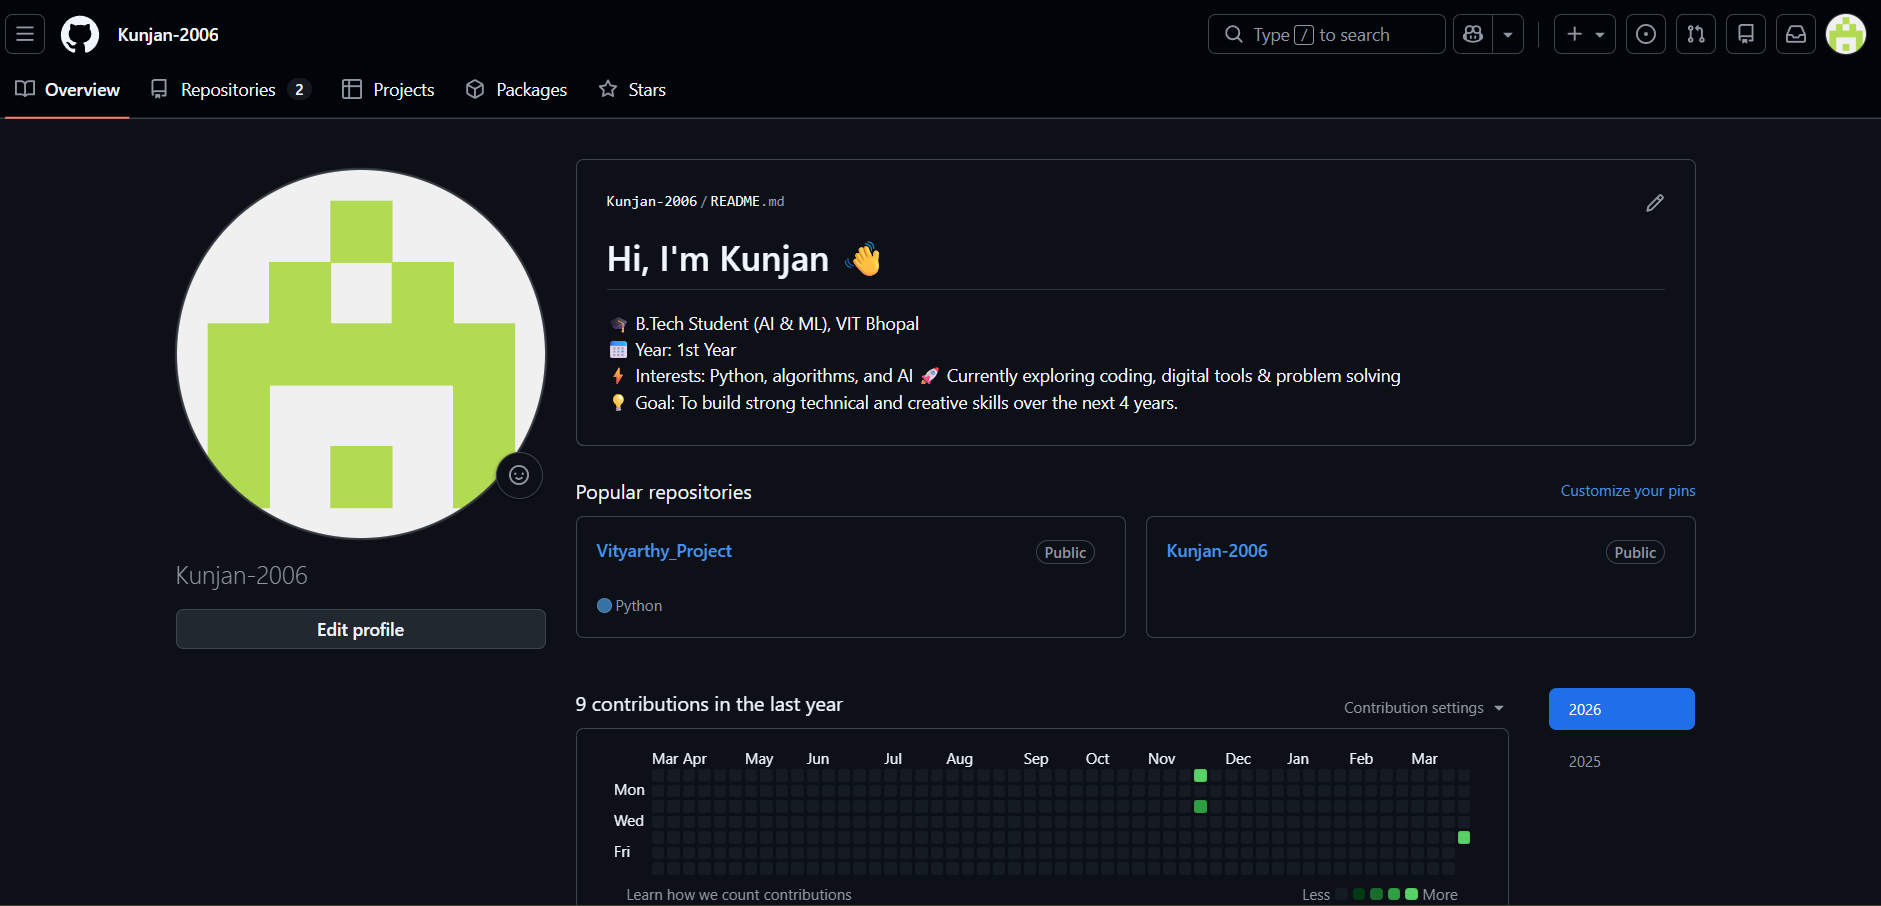 Kunjan-2006
Type / to search
Overview
Repositories 2
Projects
Packages
Stars
Kunjan-2006/README.md
Hi, I'm Kunjan 👋
🎓 B.Tech Student (AI & ML), VIT Bhopal
📅 Year: 1st Year
⚡ Interests: Python, algorithms, and AI 🚀 Currently exploring coding, digital tools & problem solving
💡 Goal: To build strong technical and creative skills over the next 4 years.
Kunjan-2006
Edit profile
Popular repositories
Customize your pins
Vityarthy_Project
Public
Python
Kunjan-2006
Public
9 contributions in the last year
Contribution settings
2026
2025
Mar Apr May Jun Jul Aug Sep Oct Nov Dec Jan Feb Mar
Mon
Wed
Fri
Learn how we count contributions
Less More